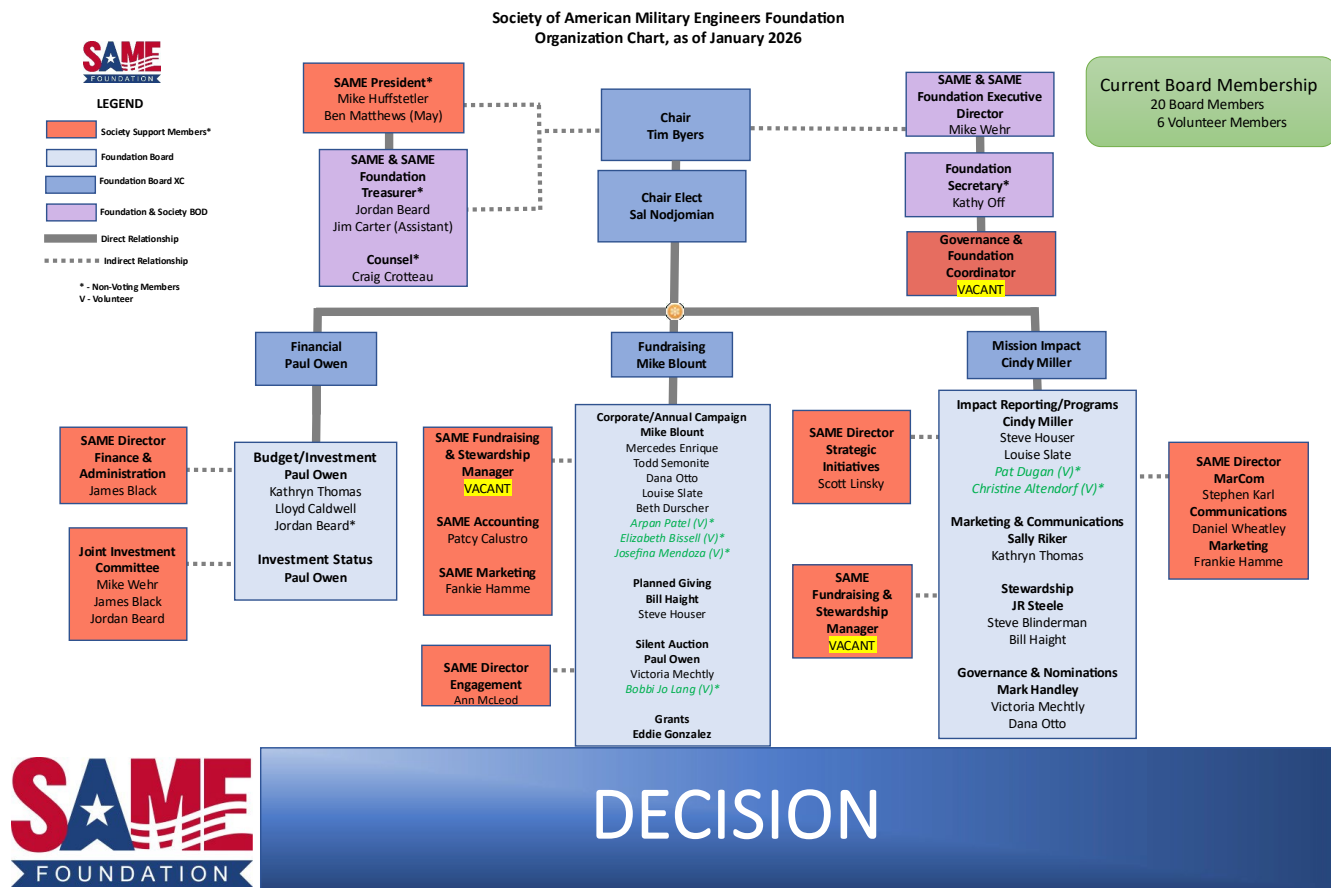 Society of American Military Engineers Foundation
Organization Chart, as of January 2026
SAME
FOUNDATION
LEGEND
Society Support Members*
Foundation Board
Foundation Board XC
Foundation & Society BOD
Direct Relationship
Indirect Relationship
* - Non-Voting Members
V - Volunteer
SAME President*
Mike Huffstetler
Ben Matthews (May)
SAME & SAME
Foundation
Treasurer*
Jordan Beard
Jim Carter (Assistant)
Counsel*
Craig Crotteau
Chair
Tim Byers
Chair Elect
Sal Nodjomian
SAME & SAME
Foundation Executive
Director
Mike Wehr
Foundation
Secretary*
Kathy Off
Governance &
Foundation
Coordinator
VACANT
Current Board Membership
20 Board Members
6 Volunteer Members
Financial
Paul Owen
Fundraising
Mike Blount
Mission Impact
Cindy Miller
SAME Director
Finance &
Administration
James Black
Joint Investment
Committee
Mike Wehr
James Black
Jordan Beard
Budget/Investment
Paul Owen
Kathryn Thomas
Lloyd Caldwell
Jordan Beard*
Investment Status
Paul Owen
SAME Fundraising
& Stewardship
Manager
VACANT
SAME Accounting
Patcy Calustro
SAME Marketing
Fankie Hamme
SAME Director
Engagement
Ann McLeod
Corporate/Annual Campaign
Mike Blount
Mercedes Enrique
Todd Semonite
Dana Otto
Louise Slate
Beth Durscher
Arpan Patel (V)*
Elizabeth Bissell (V)*
Josefina Mendoza (V)*
Planned Giving
Bill Haight
Steve Houser
Silent Auction
Paul Owen
Victoria Mechtly
Bobbi Jo Lang (V)*
Grants
Eddie Gonzalez
SAME Director
Strategic
Initiatives
Scott Linsky
SAME
Fundraising &
Stewardship
Manager
VACANT
Impact Reporting/Programs
Cindy Miller
Steve Houser
Louise Slate
Pat Dugan (V)*
Christine Altendorf (V)*
Marketing & Communications
Sally Riker
Kathryn Thomas
Stewardship
JR Steele
Steve Blinderman
Bill Haight
Governance & Nominations
Mark Handley
Victoria Mechtly
Dana Otto
SAME Director
MarCom
Stephen Karl
Communications
Daniel Wheatley
Marketing
Frankie Hamme
SAME
FOUNDATION
DECISION